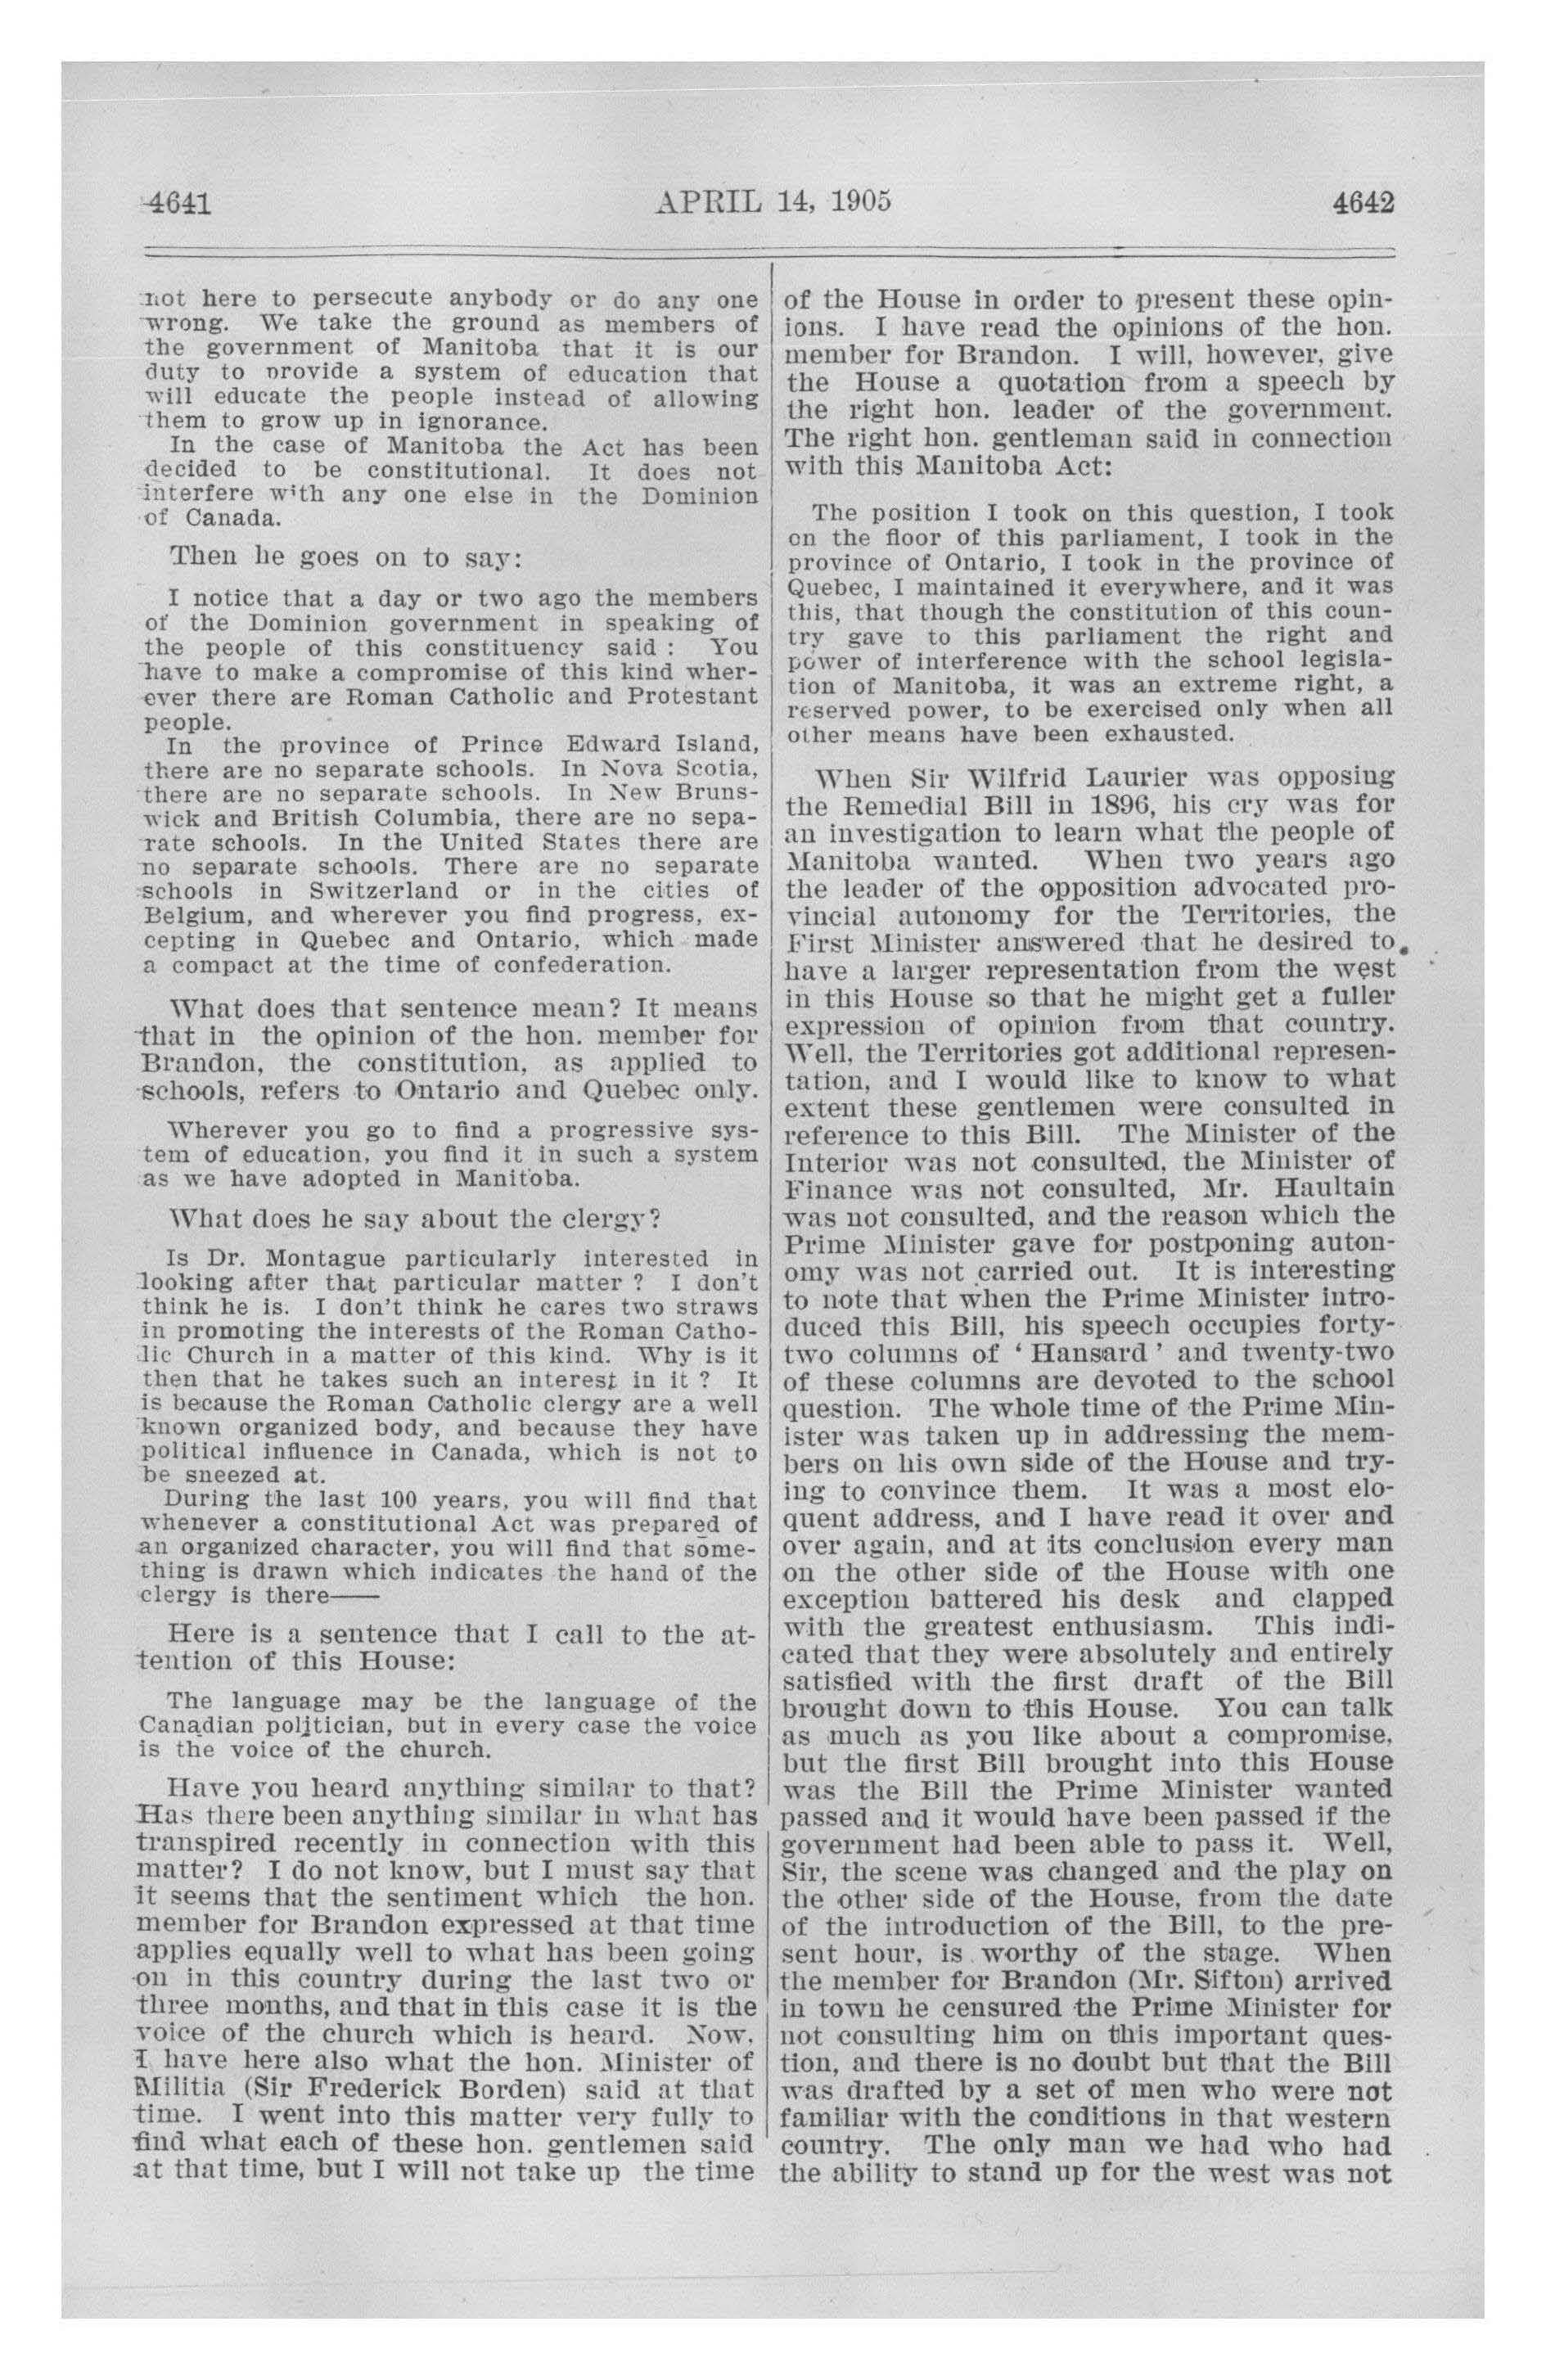 4641
APRIL 14, 1905
4642
not here to persecute anybody or do any one
wrong. We take the ground as members of
the government of Manitoba that it is our
duty to provide a system of education that
will educate the people instead of allowing
them to grow up in ignorance.
In the case of Manitoba the Act has been
decided to be constitutional. It does not
interfere with any one else in the Dominion
of Canada.
Then he goes on to say:
I notice that a day or two ago the members
of the Dominion government in speaking of
the people of this constituency said : You
have to make a compromise of this kind wher-
ever there are Roman Catholic and Protestant
people.
In the province of Prince Edward Island,
there are no separate schools. In Nova Scotia,
there are no separate schools. In New Bruns-
wick and British Columbia, there are no sepa-
rate schools. In the United States there are
no separate schools. There are no separate
schools in Switzerland or in the cities of
Belgium, and wherever you find progress, ex-
cepting in Quebec and Ontario, which made
a compact at the time of confederation.
What does that sentence mean? It means
that in the opinion of the hon. member for
Brandon, the constitution, as applied to
schools, refers to Ontario and Quebec only.
Wherever you go to find a progressive sys-
tem of education, you find it in such a system
as we have adopted in Manitoba.
What does he say about the clergy?
Is Dr. Montague particularly interested in
looking after that particular matter ? I don't
think he is. I don't think he cares two straws
in promoting the interests of the Roman Catho-
lic Church in a matter of this kind. Why is it
then that he takes such an interest in it ? It
is because the Roman Catholic clergy are a well
known organized body, and because they have
political influence in Canada, which is not to
be sneezed at.
During the last 100 years, you will find that
whenever a constitutional Act was prepared of
an organized character, you will find that some-
thing is drawn which indicates the hand of the
clergy is there——
Here is a sentence that I call to the at-
tention of this House:
The language may be the language of the
Canadian politician, but in every case the voice
is the voice of the church.
Have you heard anything similar to that?
Has there been anything similar in what has
transpired recently in connection with this
matter? I do not know, but I must say that
it seems that the sentiment which the hon.
member for Brandon expressed at that time
applies equally well to what has been going
on in this country during the last two or
three months, and that in this case it is the
voice of the church which is heard. Now,
I have here also what the hon. Minister of
Militia (Sir Frederick Borden) said at that
time. I went into this matter very fully to
find what each of these hon. gentlemen said
at that time, but I will not take up the time
of the House in order to present these opin-
ions. I have read the opinions of the hon.
member for Brandon. I will, however, give
the House a quotation from a speech by
the right hon. leader of the government.
The right hon. gentleman said in connection
with this Manitoba Act:
The position I took on this question, I took
on the floor of this parliament, I took in the
province of Ontario, I took in the province of
Quebec, I maintained it everywhere, and it was
this, that though the constitution of this coun-
try gave to this parliament the right and
power of interference with the school legisla-
tion of Manitoba, it was an extreme right, a
reserved power, to be exercised only when all
other means have been exhausted.
When Sir Wilfrid Laurier was opposing
the Remedial Bill in 1896, his cry was for
an investigation to learn what the people of
Manitoba wanted. When two years ago
the leader of the opposition advocated pro-
vincial autonomy for the Territories, the
First Minister answered that he desired to
have a larger representation from the west
in this House so that he might get a fuller
expression of opinion from that country.
Well, the Territories got additional represen-
tation, and I would like to know to what
extent these gentlemen were consulted in
reference to this Bill. The Minister of the
Interior was not consulted, the Minister of
Finance was not consulted, Mr. Haultain
was not consulted, and the reason which the
Prime Minister gave for postponing auton-
omy was not carried out. It is interesting
to note that when the Prime Minister intro-
duced this Bill, his speech occupies forty-
two columns of ‘ Hansard ’ and twenty-two
of these columns are devoted to the school
question. The whole time of the Prime Min-
ister was taken up in addressing the mem-
bers on his own side of the House and try-
ing to convince them. It was a most elo-
quent address, and I have read it over and
over again, and at its conclusion every man
on the other side of the House with one
exception battered his desk and clapped
with the greatest enthusiasm. This indi-
cated that they were absolutely and entirely
satisfied with the first draft of the Bill
brought down to this House. You can talk
as much as you like about a compromise,
but the first Bill brought into this House
was the Bill the Prime Minister wanted
passed and it would have been passed if the
government had been able to pass it. Well,
Sir, the scene was changed and the play on
the other side of the House, from the date
of the introduction of the Bill, to the pre-
sent hour, is worthy of the stage. When
the member for Brandon (Mr. Sifton) arrived
in town he censured the Prime Minister for
not consulting him on this important ques-
tion, and there is no doubt but that the Bill
was drafted by a set of men who were not
familiar with the conditions in that western
country. The only man we had who had
the ability to stand up for the west was not